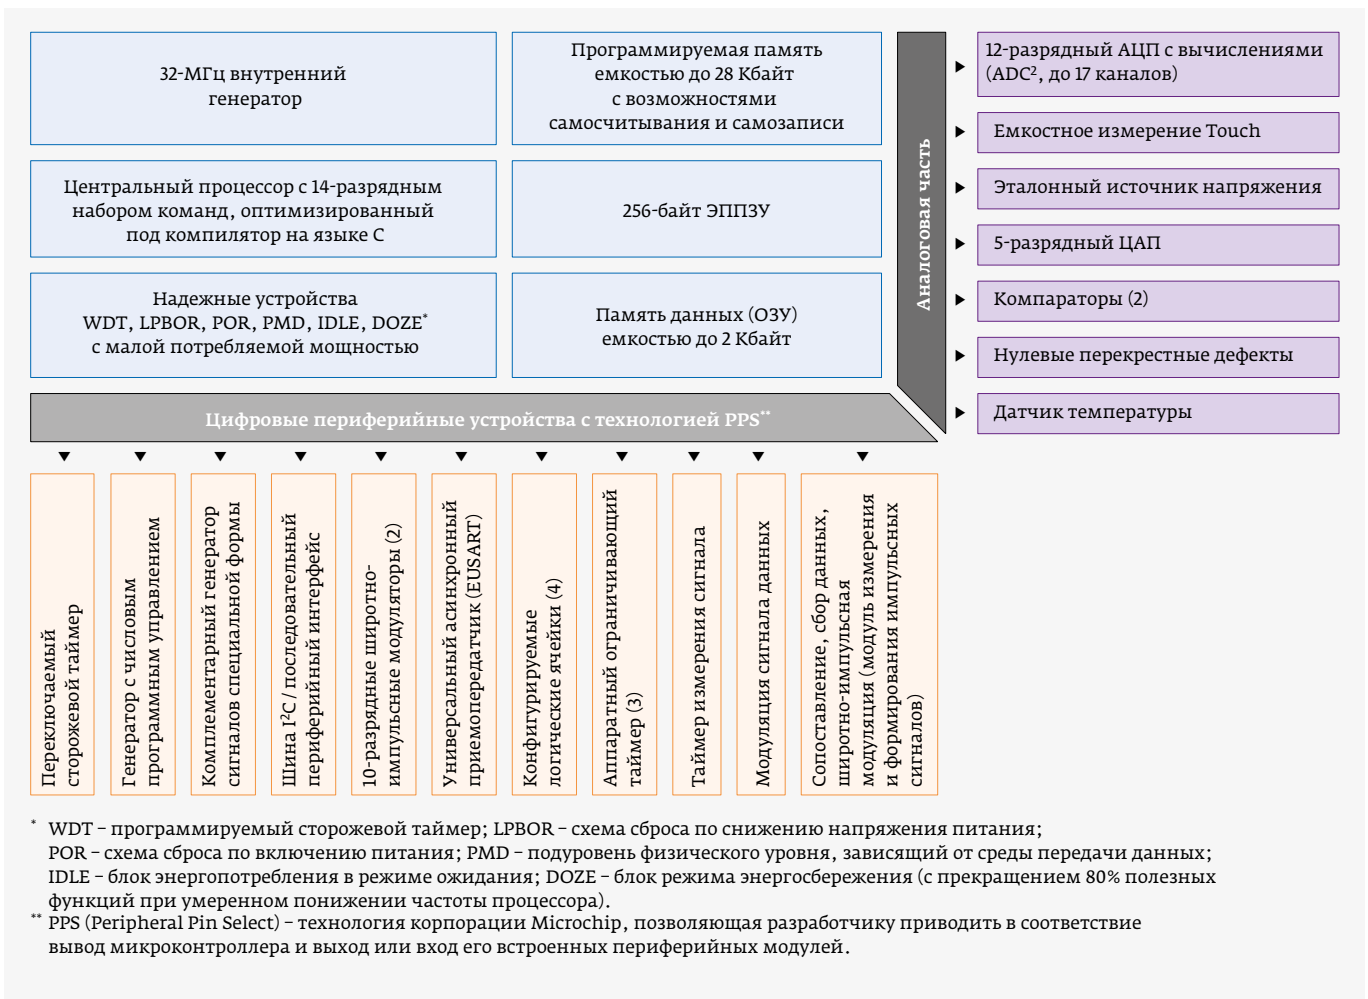 32-МГц внутренний
генератор
Программируемая память
емкостью до 28 Кбайт
с возможностями
самосчитывания и самозаписи
Центральный процессор с 14-разрядным
набором команд, оптимизированный
под компилятор на языке С
256-байт ЭППЗУ
Надежные устройства
WDT, LPBOR, POR, PMD, IDLE, DOZE*
с малой потребляемой мощностью
Память данных (ОЗУ)
емкостью до 2 Кбайт
Аналоговая часть
12-разрядный АЦП с вычислениями
(ADC², до 17 каналов)
Емкостное измерение Touch
Эталонный источник напряжения
5-разрядный ЦАП
Компараторы (2)
Нулевые перекрестные дефекты
Датчик температуры
Цифровые периферийные устройства с технологией PPS**
Переключаемый
сторожевой таймер
Генератор с числовым
программным управлением
Комплементарный генератор
сигналов специальной формы
Шина I²C / последовательный
периферийный интерфейс
10-разрядные широтно-
импульсные модуляторы (2)
Универсальный асинхронный
приемопередатчик (EUSART)
Конфигурируемые
логические ячейки (4)
Аппаратный ограничивающий
таймер (3)
Таймер измерения сигнала
Модуляция сигнала данных
Сопоставление, сбор данных,
широтно-импульсная
модуляция (модуль измерения
и формирования импульсных
сигналов)
* WDT – программируемый сторожевой таймер; LPBOR – схема сброса по снижению напряжения питания;
POR – схема сброса по включению питания; PMD – подуровень физического уровня, зависящий от среды передачи данных;
IDLE – блок энергопотребления в режиме ожидания; DOZE – блок режима энергосбережения (с прекращением 80% полезных
функций при умеренном понижении частоты процессора).
** PPS (Peripheral Pin Select) – технология корпорации Microchip, позволяющая разработчику приводить в соответствие
вывод микроконтроллера и выход или вход его встроенных периферийных модулей.